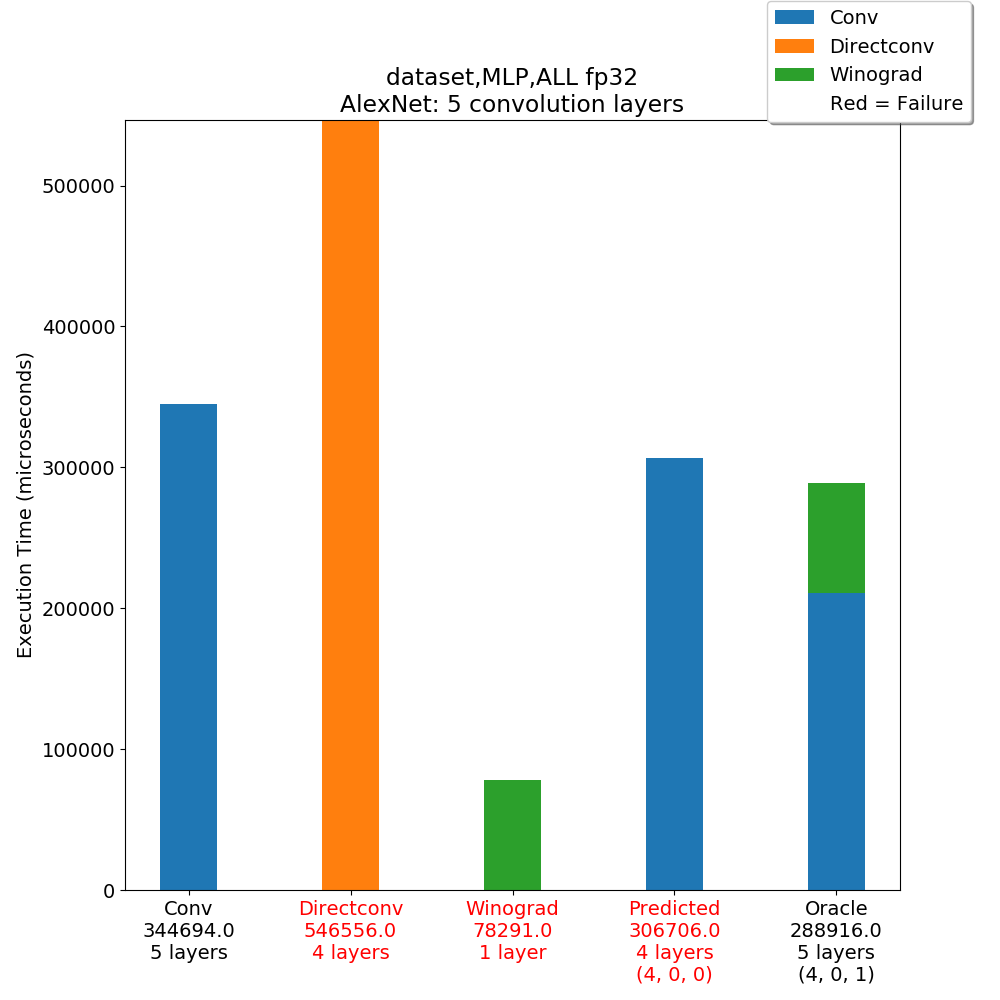 Conv
Directconv
Winograd
Red = Failure
dataset,MLP,ALL fp32
AlexNet: 5 convolution layers
Execution Time (microseconds)
500000
400000
300000
200000
100000
0
Conv
344694.0
5 layers
Directconv
546556.0
4 layers
Winograd
78291.0
1 layer
Predicted
306706.0
4 layers
(4, 0, 0)
Oracle
288916.0
5 layers
(4, 0, 1)